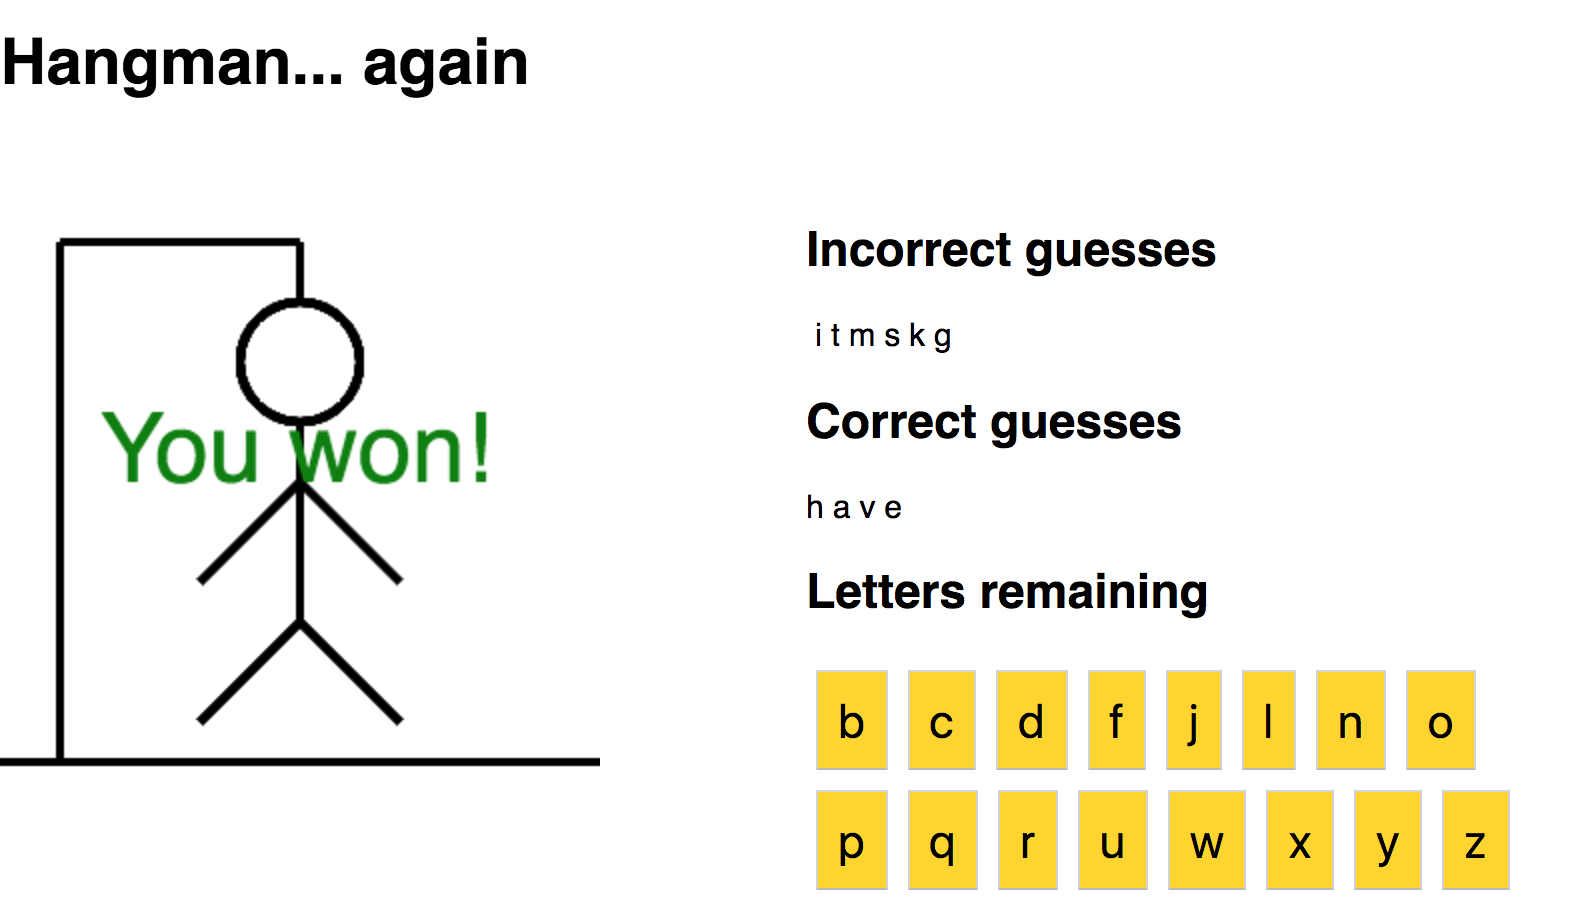 Hangman... again
You won!
Incorrect guesses
i t m s k g
Correct guesses
h a v e
Letters remaining
b c d f j l n o
p q r u w x y z